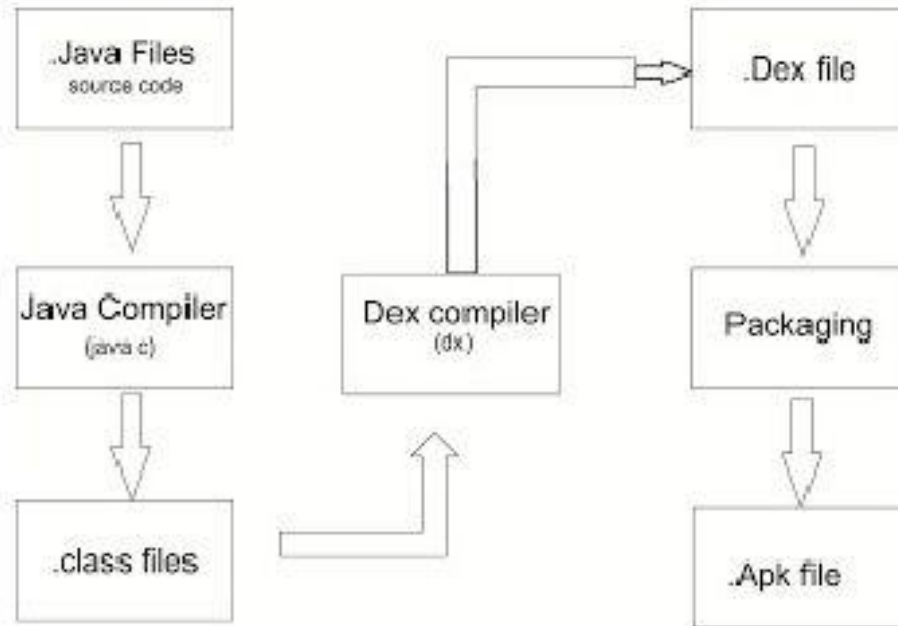 .Java Files
source code
Java Compiler
(java c)
.class files
Dex compiler
(dx)
.Dex file
Packaging
.Apk file